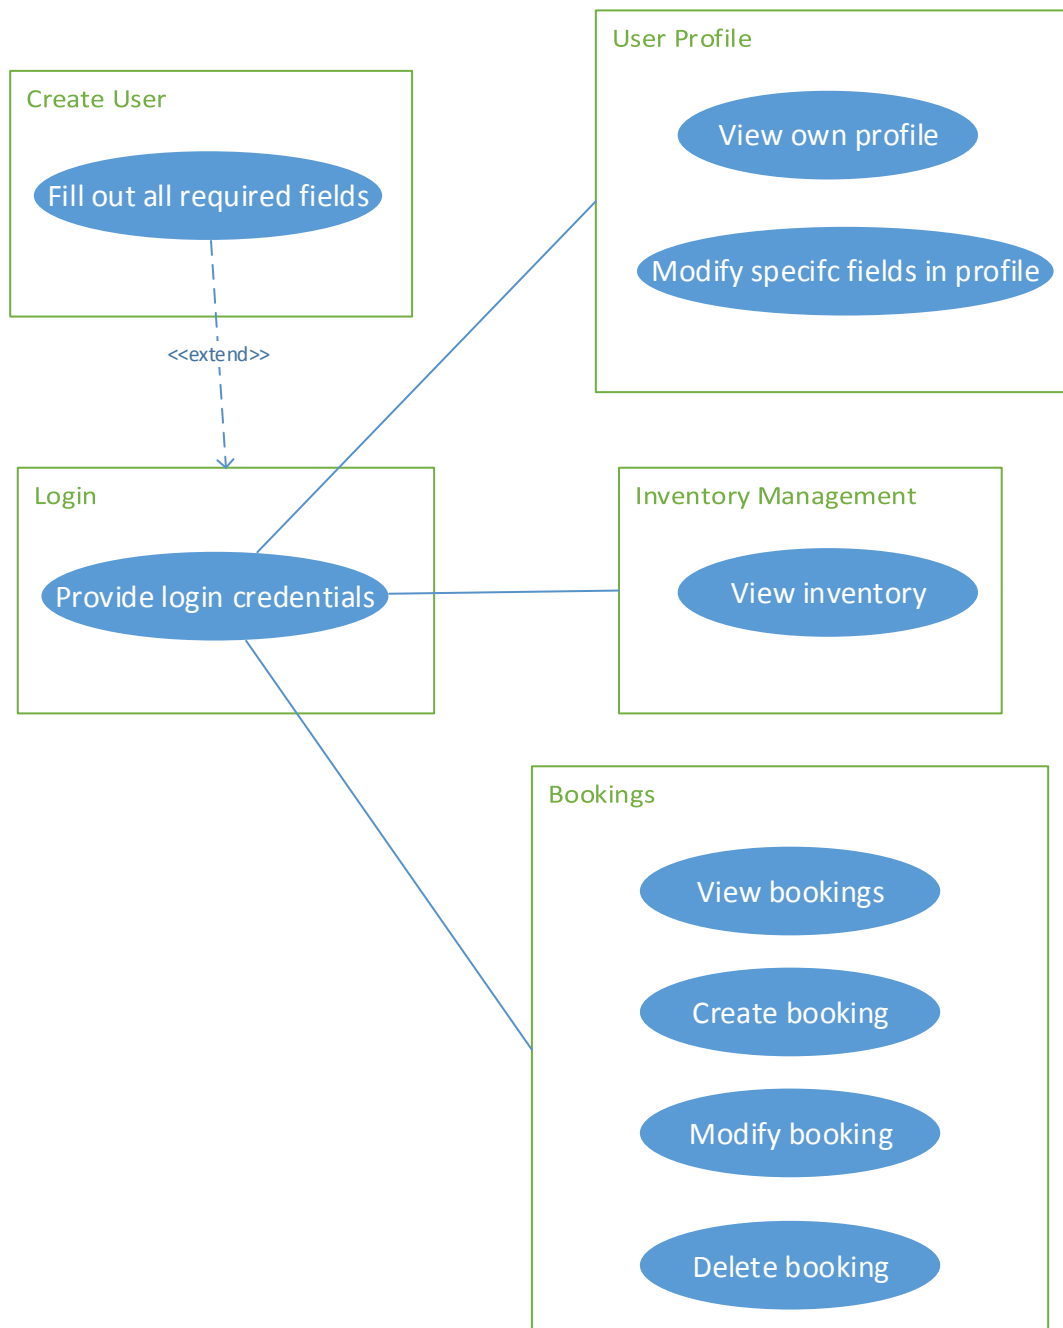 User Profile
View own profile
Modify specifc fields in profile
Create User
Fill out all required fields
<<extend>>
Login
Provide login credentials
Inventory Management
View inventory
Bookings
View bookings
Create booking
Modify booking
Delete booking